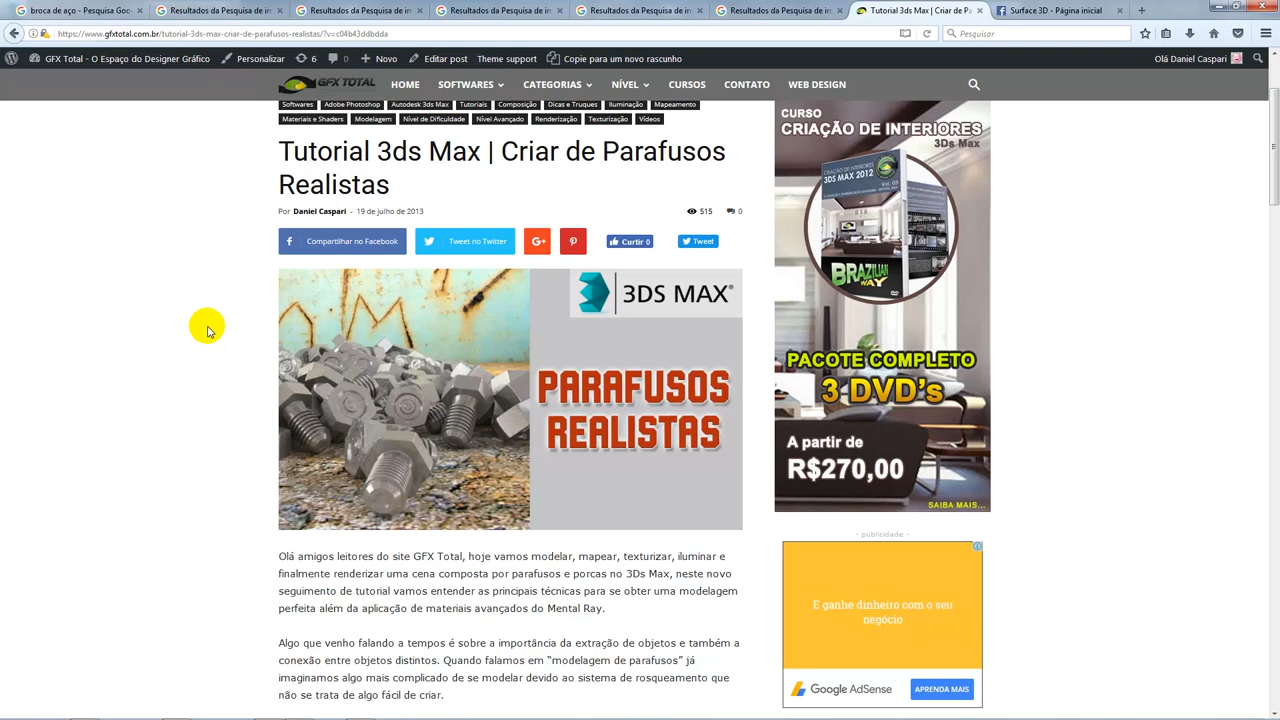 broca de aço - Pesquisa Goo
Resultados da Pesquisa de in
Resultados da Pesquisa de in
Resultados da Pesquisa de in
Resultados da Pesquisa de in
Resultados da Pesquisa de in
Tutorial 3ds Max | Criar de Pa
Surface 3D - Página inicial
https://www.gfxtotal.com.br/tutorial-3ds-max-criar-de-parafusos-realistas/?v=c04b43ddbdda
Pesquisar
GFX Total - O Espaço do Designer Gráfico
Personalizar
6
Novo
Editar post
Theme support
Copie para um novo rascunho
Olá Daniel Caspari
GFX TOTAL
HOME
SOFTWARES
CATEGORIAS
NÍVEL
CURSOS
CONTATO
WEB DESIGN
Softwares
Adobe Photoshop
Autodesk 3ds Max
Tutoriais
Composição
Dicas e Truques
Iluminação
Mapeamento
Materiais e Shaders
Modelagem
Nível de Dificuldade
Nível Avançado
Renderização
Texturização
Vídeos
Tutorial 3ds Max | Criar de Parafusos
Realistas
Por Daniel Caspari - 19 de julho de 2013
515
0
Compartilhar no Facebook
Tweet no Twitter
G+
Curtir 0
Tweet
3DS MAX®
PARAFUSOS
REALISTAS
Olá amigos leitores do site GFX Total, hoje vamos modelar, mapear, texturizar, iluminar e
finalmente renderizar uma cena composta por parafusos e porcas no 3Ds Max, neste novo
seguimento de tutorial vamos entender as principais técnicas para se obter uma modelagem
perfeita além da aplicação de materiais avançados do Mental Ray.
Algo que venho falando a tempos é sobre a importância da extração de objetos e também a
conexão entre objetos distintos. Quando falamos em “modelagem de parafusos” já
imaginamos algo mais complicado de se modelar devido ao sistema de rosqueamento que
não se trata de algo fácil de criar.
CURSO
CRIAÇÃO DE INTERIORES
3Ds Max
CRIAÇÃO DE INTERIORES
3DS MAX 2012
BRAZILIAN
WAY
PACOTE COMPLETO
3 DVD's
A partir de
R$270,00
SAIBA MAIS...
- publicidade -
E ganhe dinheiro com o seu
negócio
Google AdSense
APRENDA MAIS